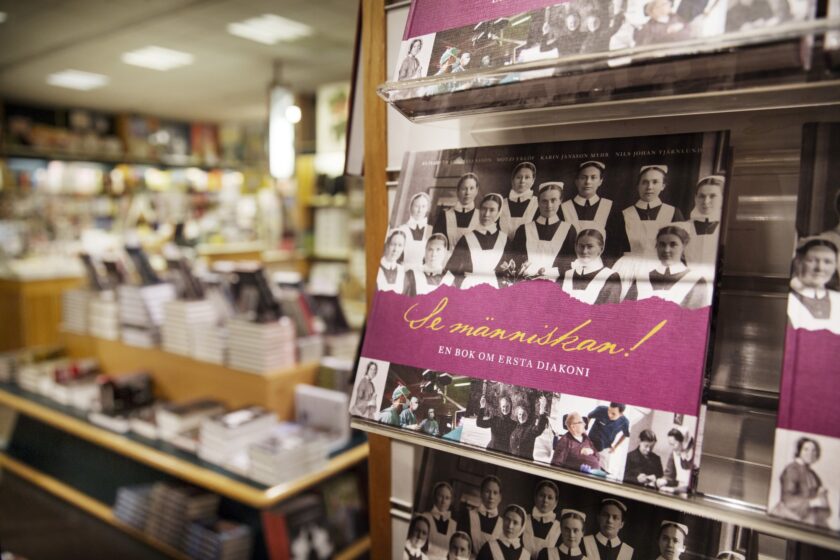 KARIN JANSSON MYHR NILS JOHAN TJÄRNLUND
Se människan!
EN BOK OM ERSTA DIAKONI